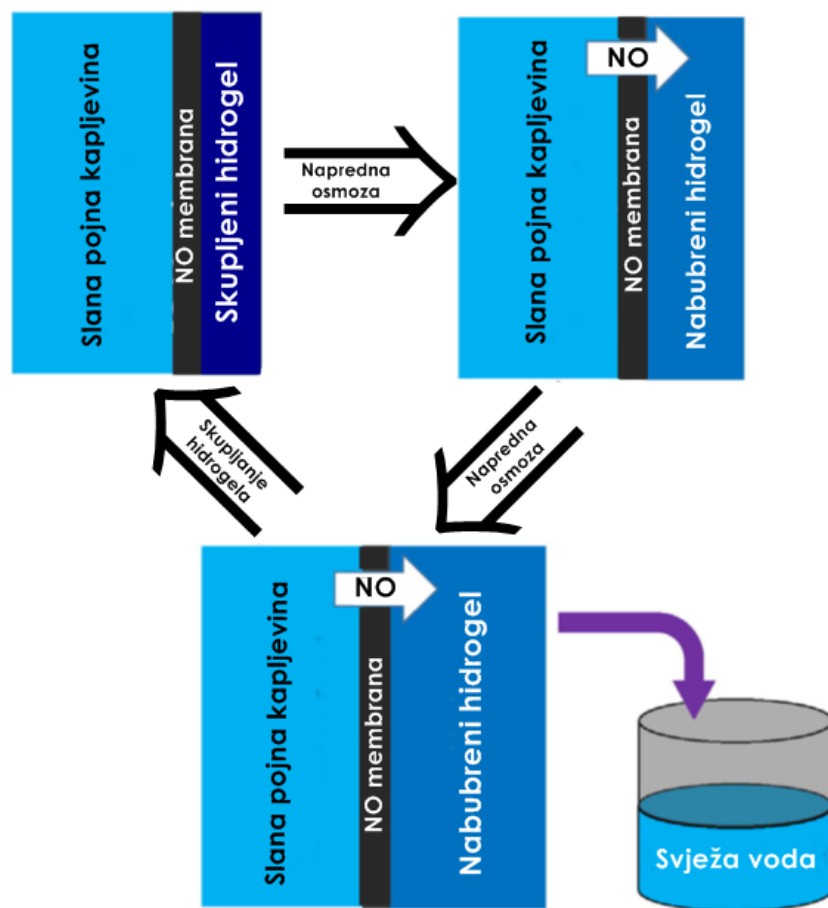 Slana pojna kapljevina
NO membrana
Skupljeni hidrogel
Napredna
osmoza
Slana pojna kapljevina
NO
NO membrana
Nabubreni hidrogel
Skupljanje
hidrogela
Napredna
osmoza
Slana pojna kapljevina
NO
NO membrana
Nabubreni hidrogel
Svježa voda